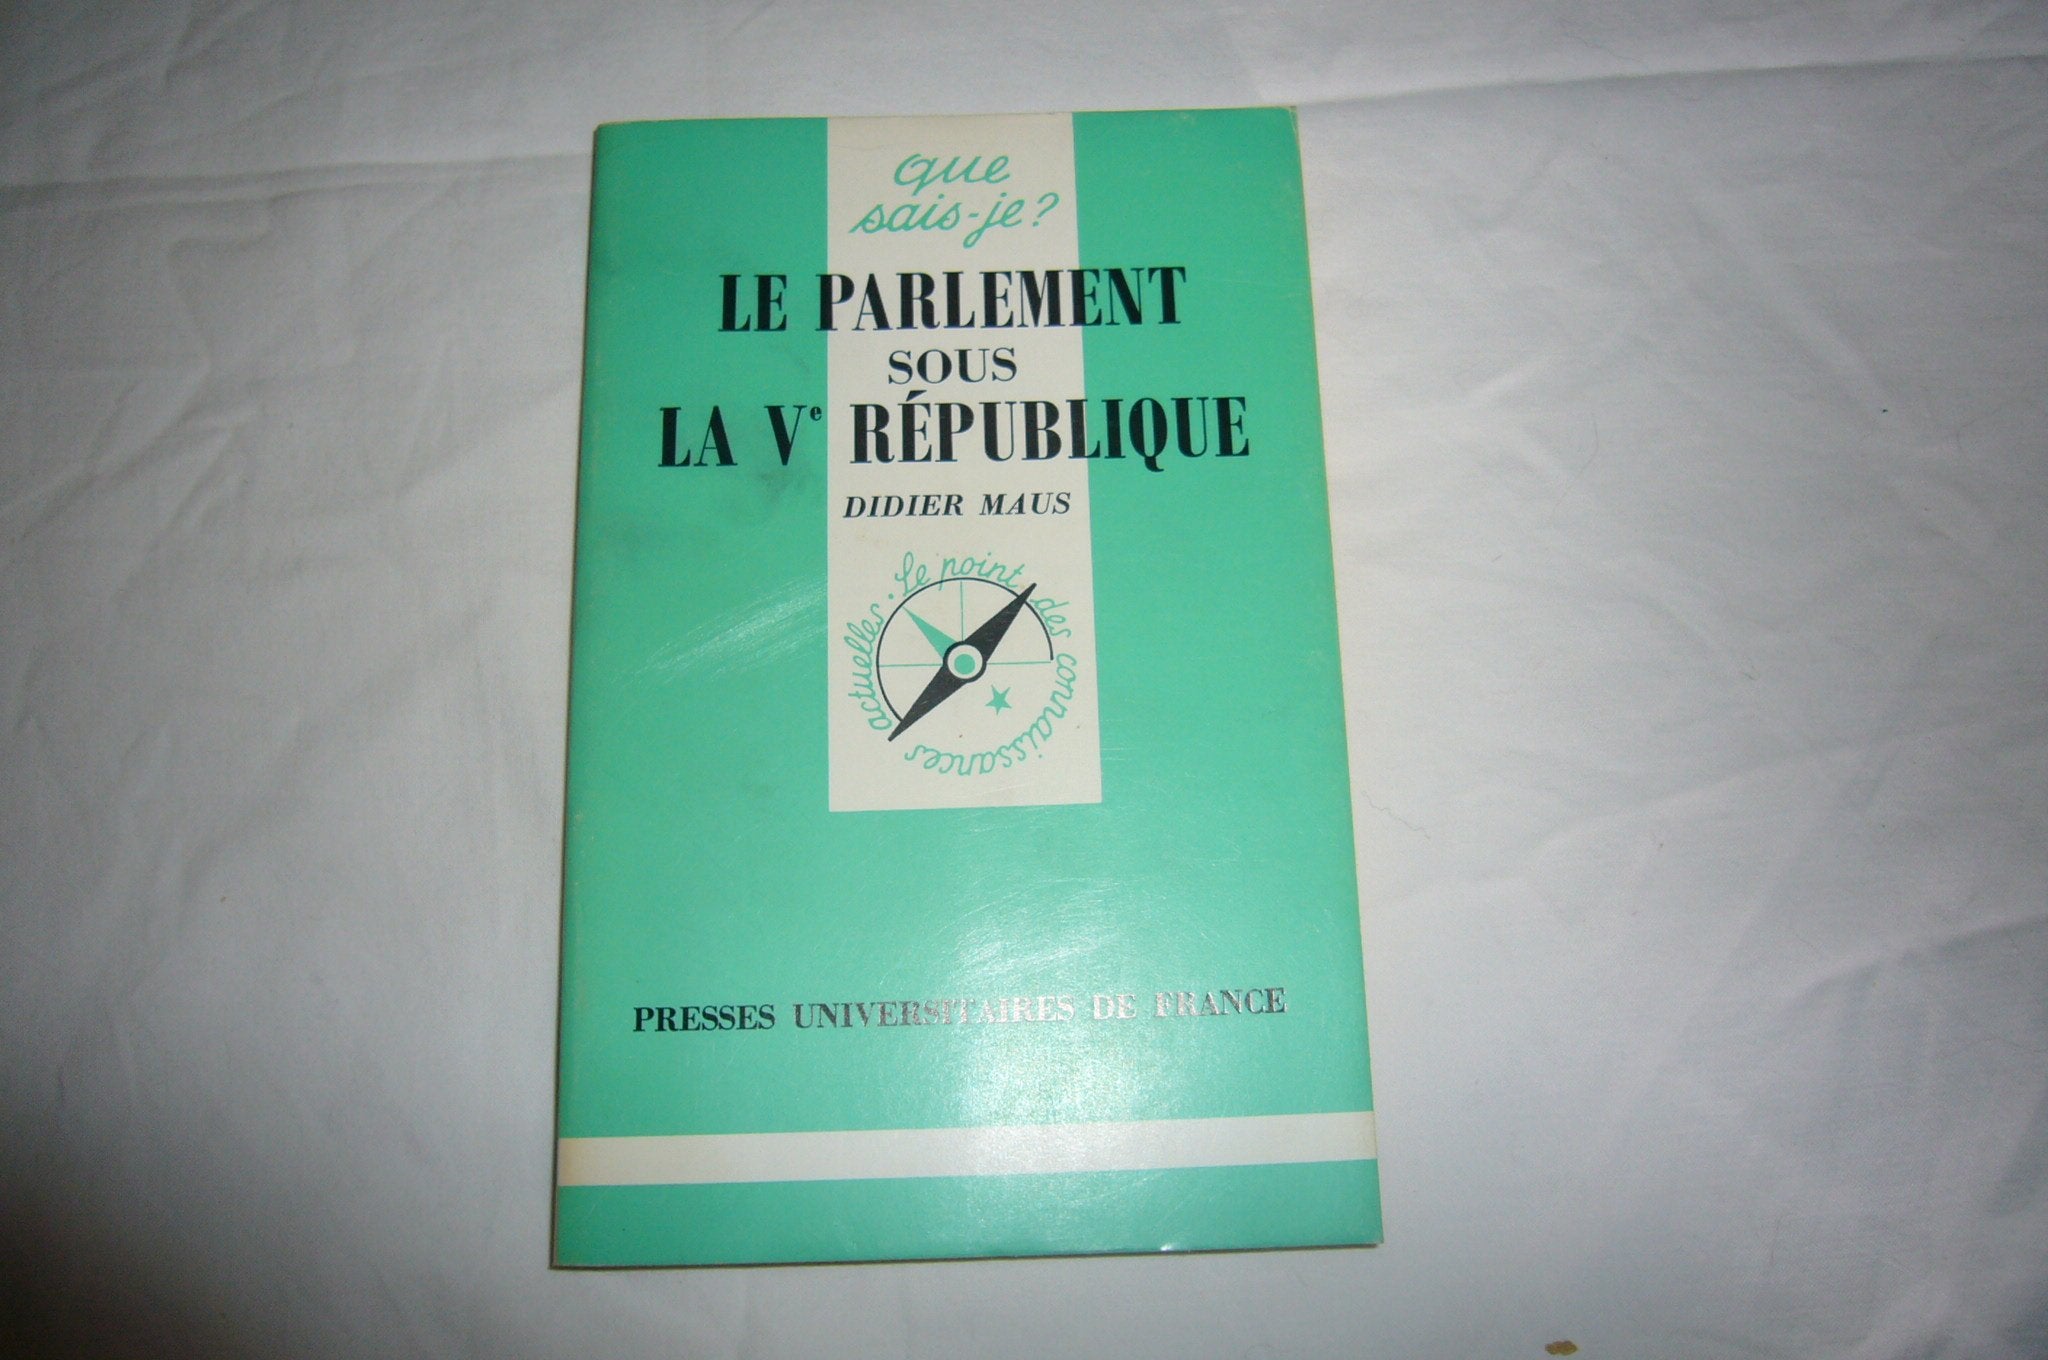 que
sais-je?
LE PARLEMENT
SOUS
LA Ve RÉPUBLIQUE
DIDIER MAUS
Le point des connaissances actuelles •
PRESSES UNIVERSITAIRES DE FRANCE